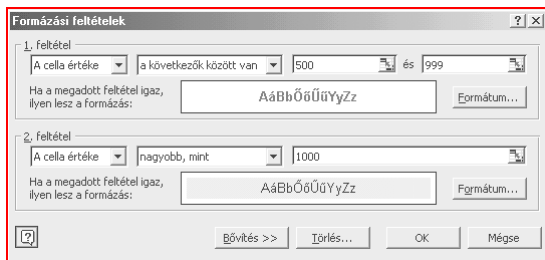 Formázási feltételek
1. feltétel
A cella értéke a következők között van 500 és 999
Ha a megadott feltétel igaz,
ilyen lesz a formázás:
AáBbŐőŰűYyZz
Formátum...
2. feltétel
A cella értéke nagyobb, mint 1000
Ha a megadott feltétel igaz,
ilyen lesz a formázás:
AáBbŐőŰűYyZz
Formátum...
Bővítés >> Törlés... OK Mégse